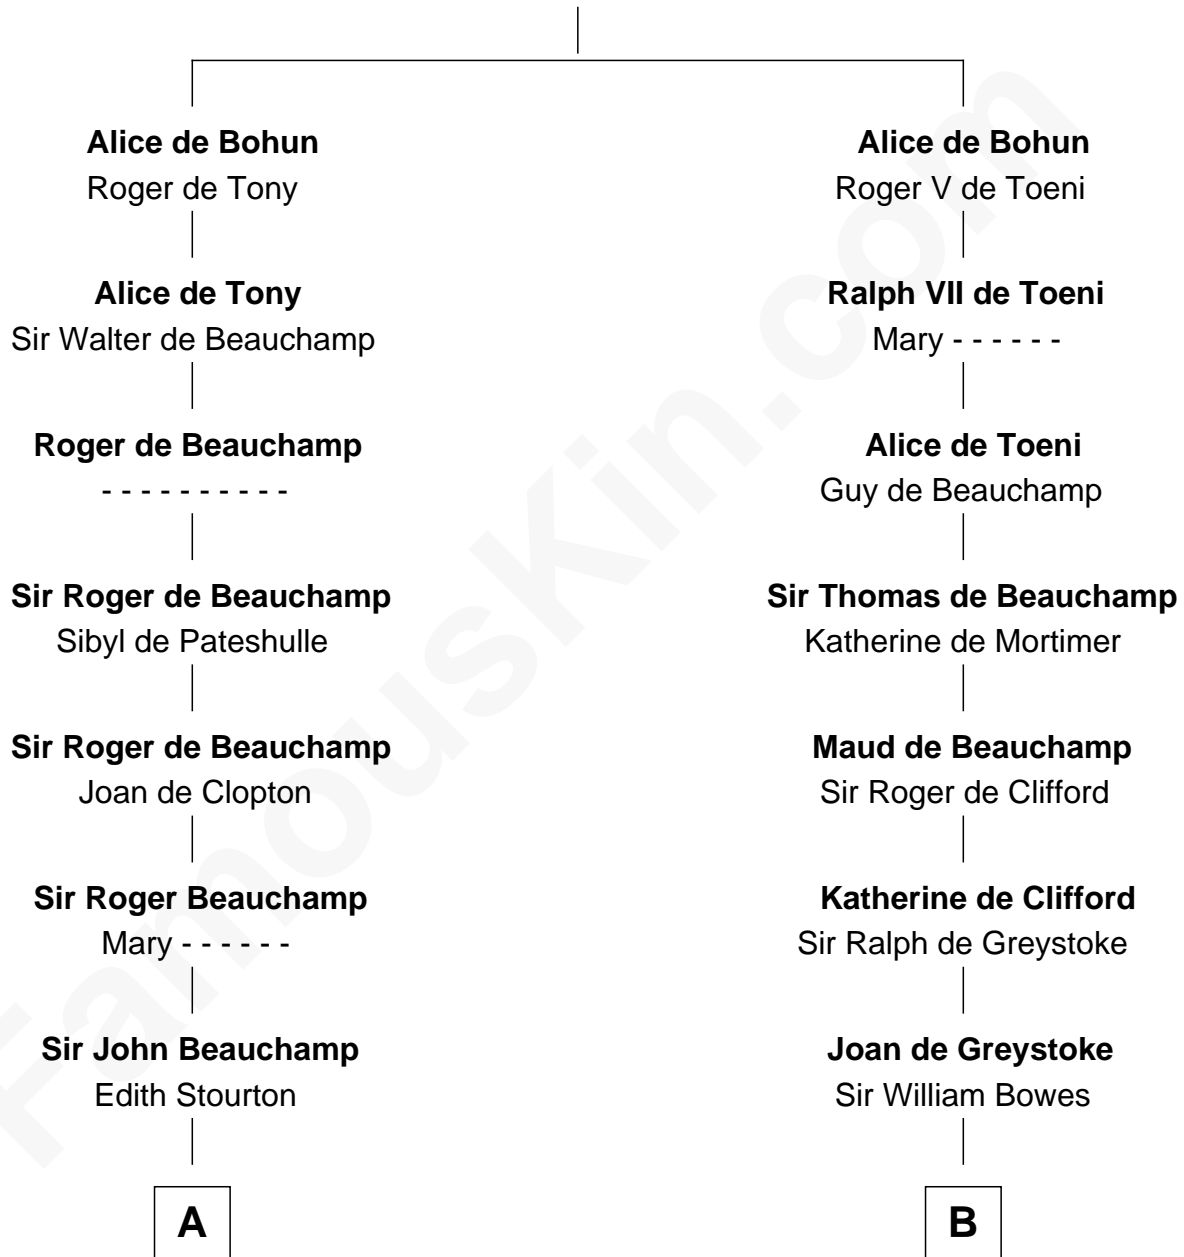 Alice de Bohun
Roger de Tony
Alice de Tony
Sir Walter de Beauchamp
Roger de Beauchamp
- - - - - - - - - -
Sir Roger de Beauchamp
Sibyl de Pateshulle
Sir Roger de Beauchamp
Joan de Clopton
Sir Roger Beauchamp
Mary - - - - - -
Sir John Beauchamp
Edith Stourton
A
Alice de Bohun
Roger V de Toeni
Ralph VII de Toeni
Mary - - - - - -
Alice de Toeni
Guy de Beauchamp
Sir Thomas de Beauchamp
Katherine de Mortimer
Maud de Beauchamp
Sir Roger de Clifford
Katherine de Clifford
Sir Ralph de Greystoke
Joan de Greystoke
Sir William Bowes
B
FamousKin.com